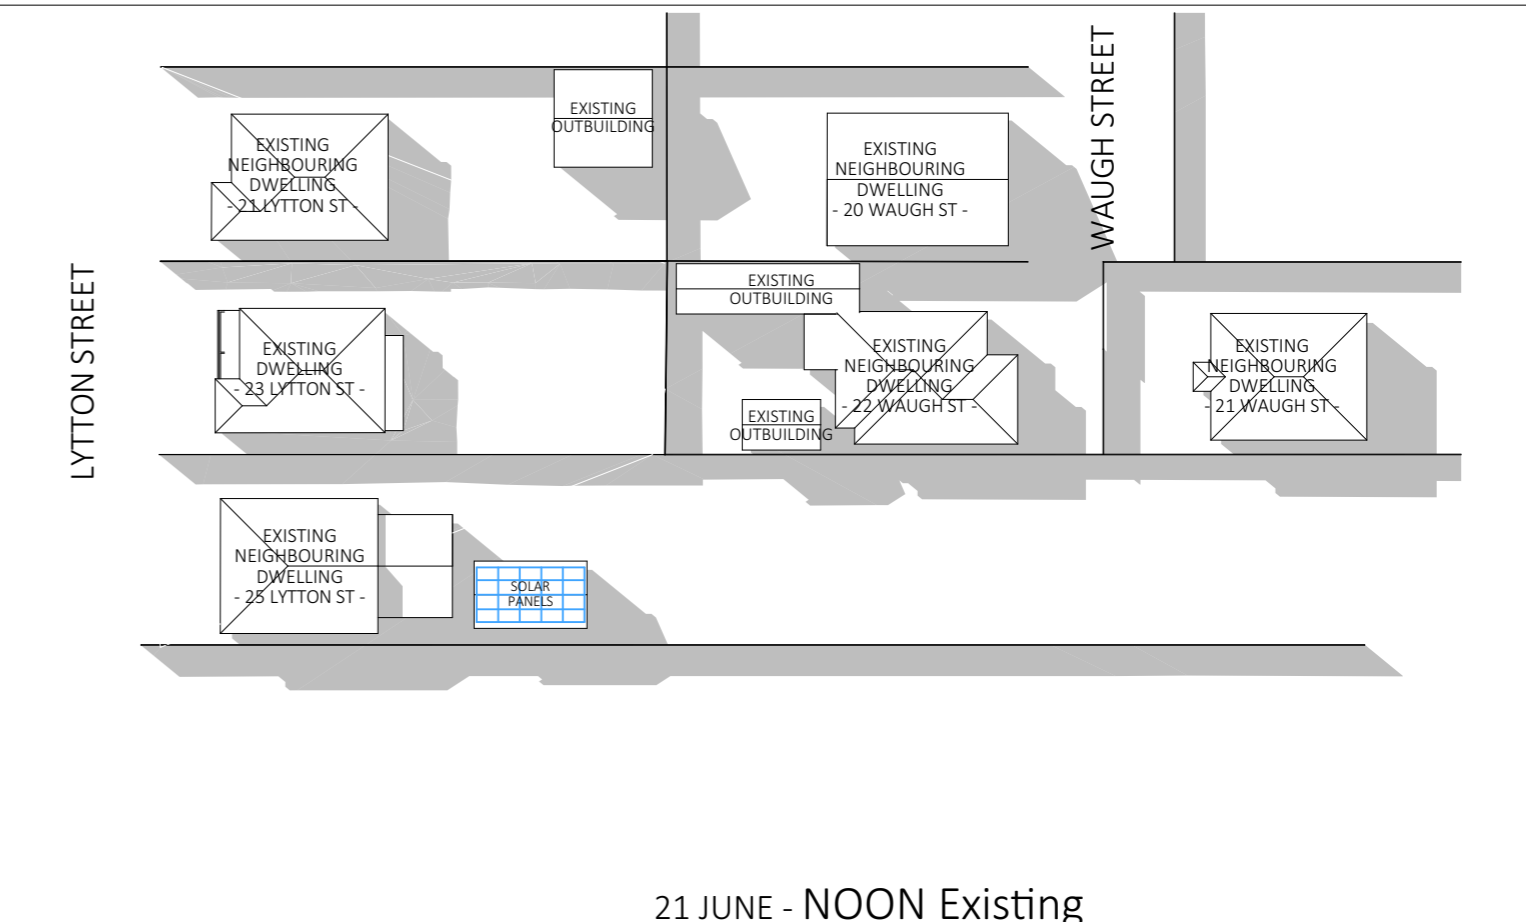 WAUGH STREET
EXISTING
OUTBUILDING
EXISTING
NEIGHBOURING
DWELLING
- 21 LYTTON ST -
EXISTING
NEIGHBOURING
DWELLING
- 20 WAUGH ST -
LYTTON STREET
EXISTING
OUTBUILDING
EXISTING
DWELLING
- 23 LYTTON ST -
EXISTING
NEIGHBOURING
DWELLING
- 22 WAUGH ST -
EXISTING
NEIGHBOURING
DWELLING
- 21 WAUGH ST -
EXISTING
OUTBUILDING
EXISTING
NEIGHBOURING
DWELLING
- 25 LYTTON ST -
SOLAR
PANELS
21 JUNE - NOON Existing